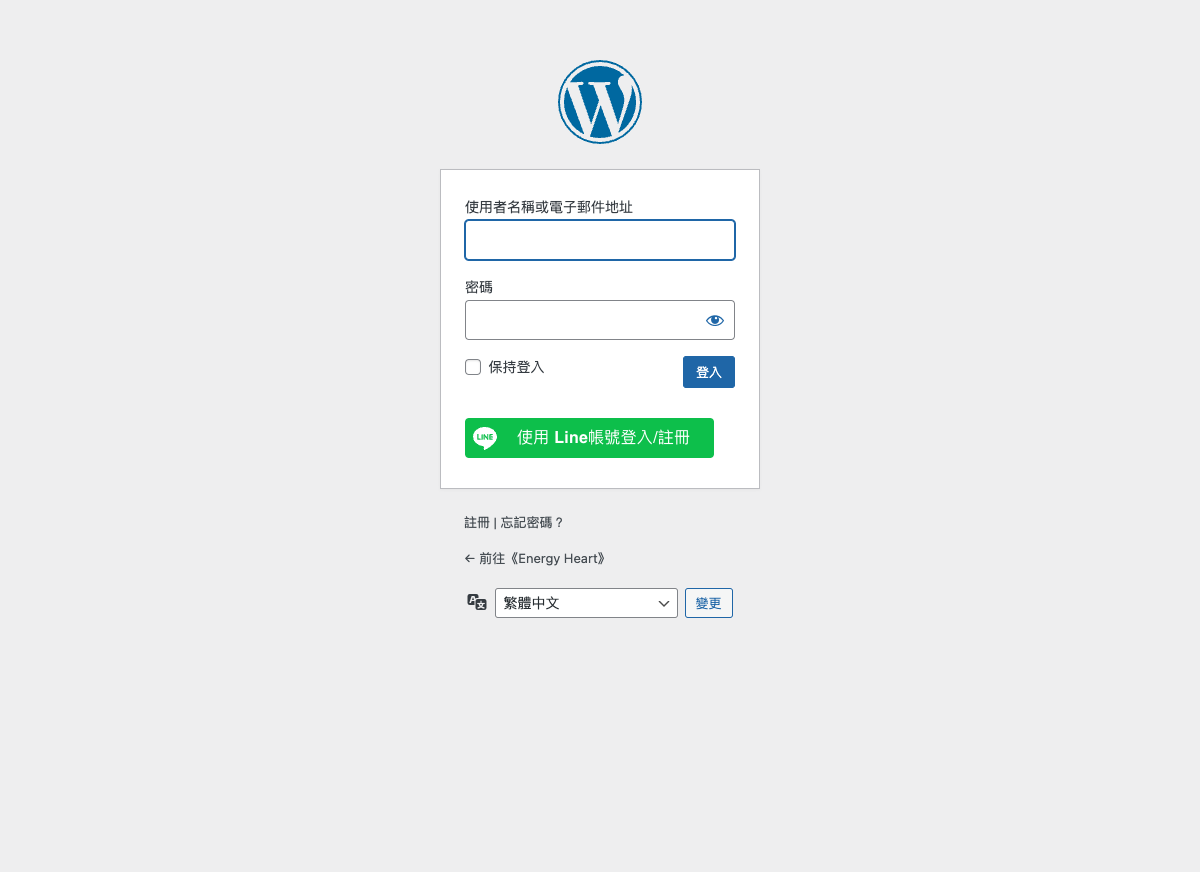 使用者名稱或電子郵件地址
密碼
保持登入
登入
LINE
使用 Line帳號登入/註冊
註冊 | 忘記密碼？
← 前往《Energy Heart》
繁體中文
變更